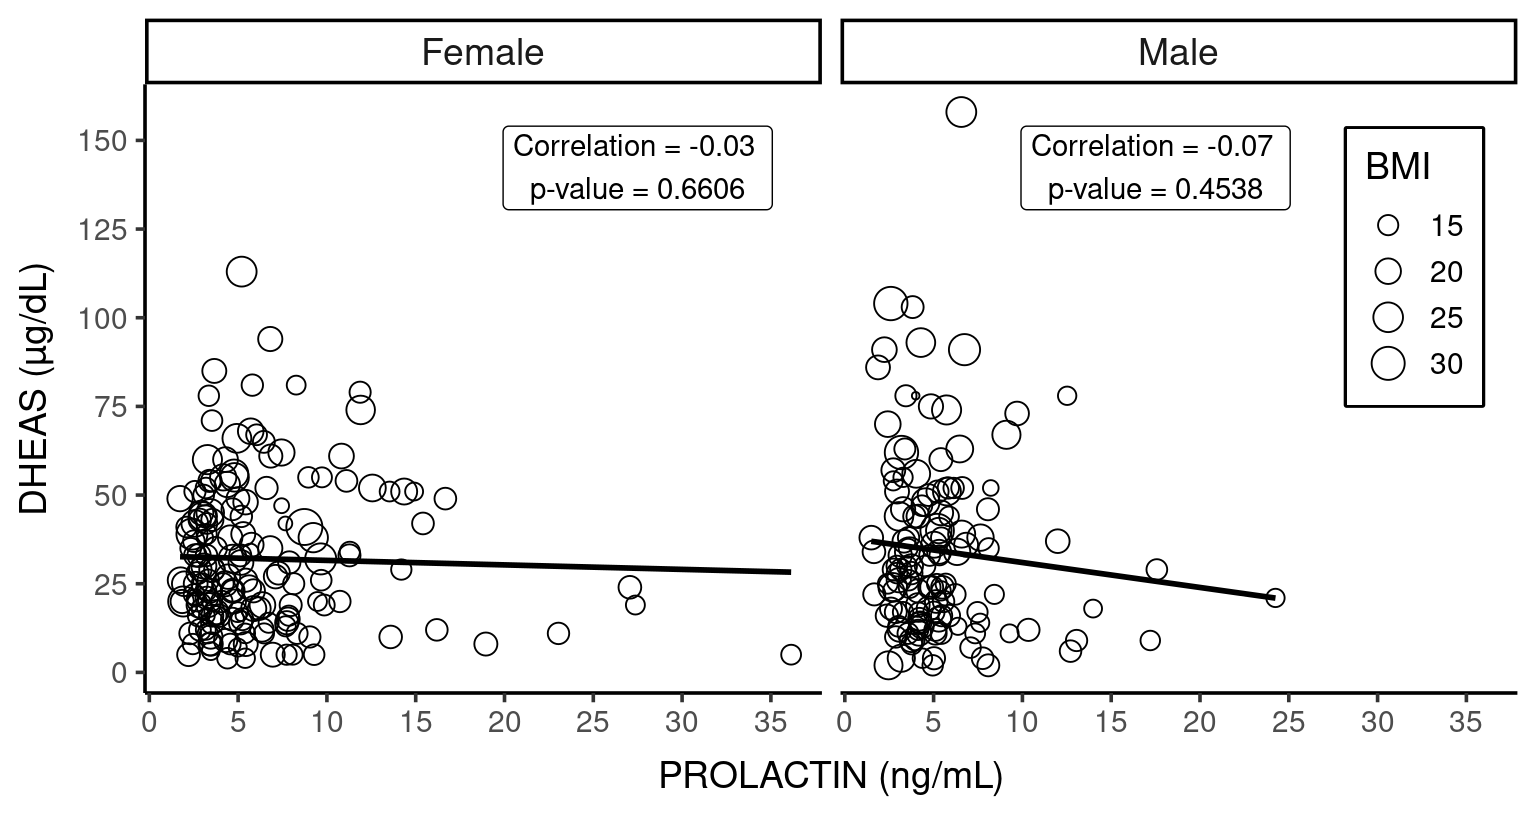 Female
Male
Correlation = -0.03
p-value = 0.6606
Correlation = -0.07
p-value = 0.4538
BMI
15
20
25
30
DHEAS (µg/dL)
150
125
100
75
50
25
0
0 5 10 15 20 25 30 35
0 5 10 15 20 25 30 35
PROLACTIN (ng/mL)